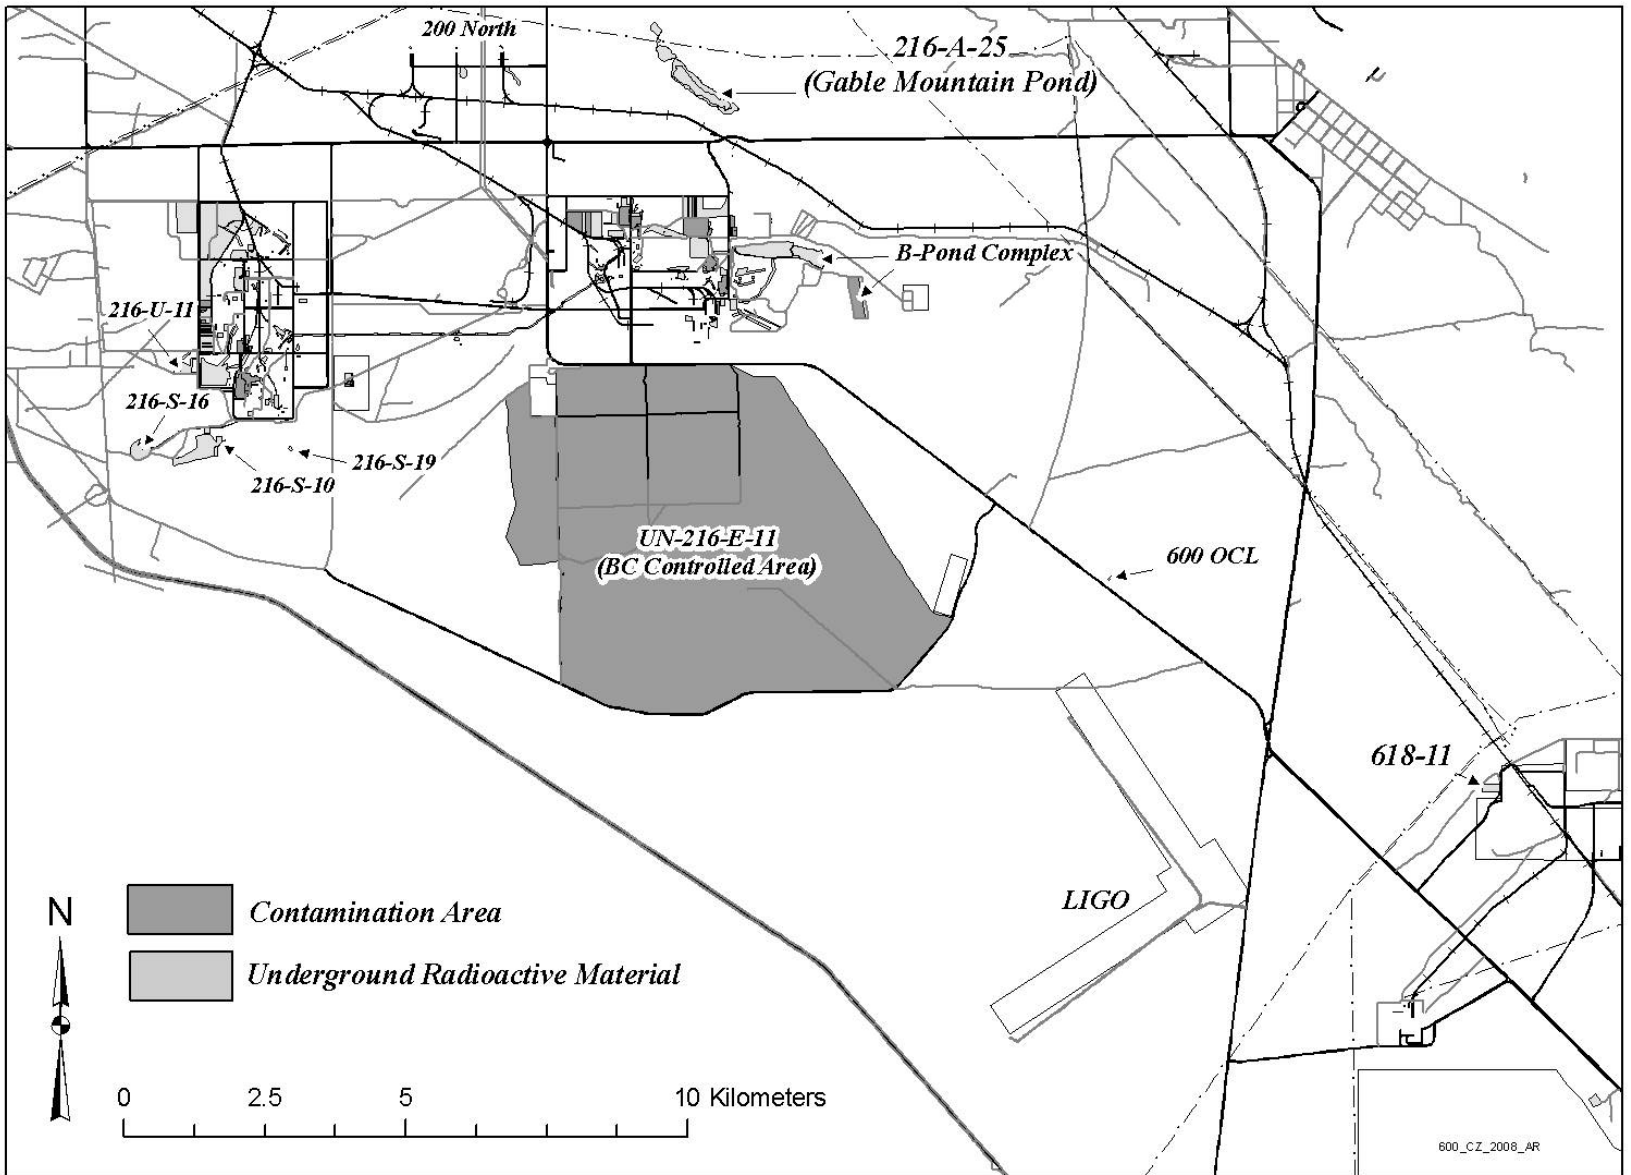 200 North
216-A-25
(Gable Mountain Pond)
B-Pond Complex
216-U-11
216-S-16
216-S-19
216-S-10
UN-216-E-11
(BC Controlled Area)
600 OCL
618-11
LIGO
N
Contamination Area
Underground Radioactive Material
0 2.5 5 10 Kilometers
600_CZ_2008_AR